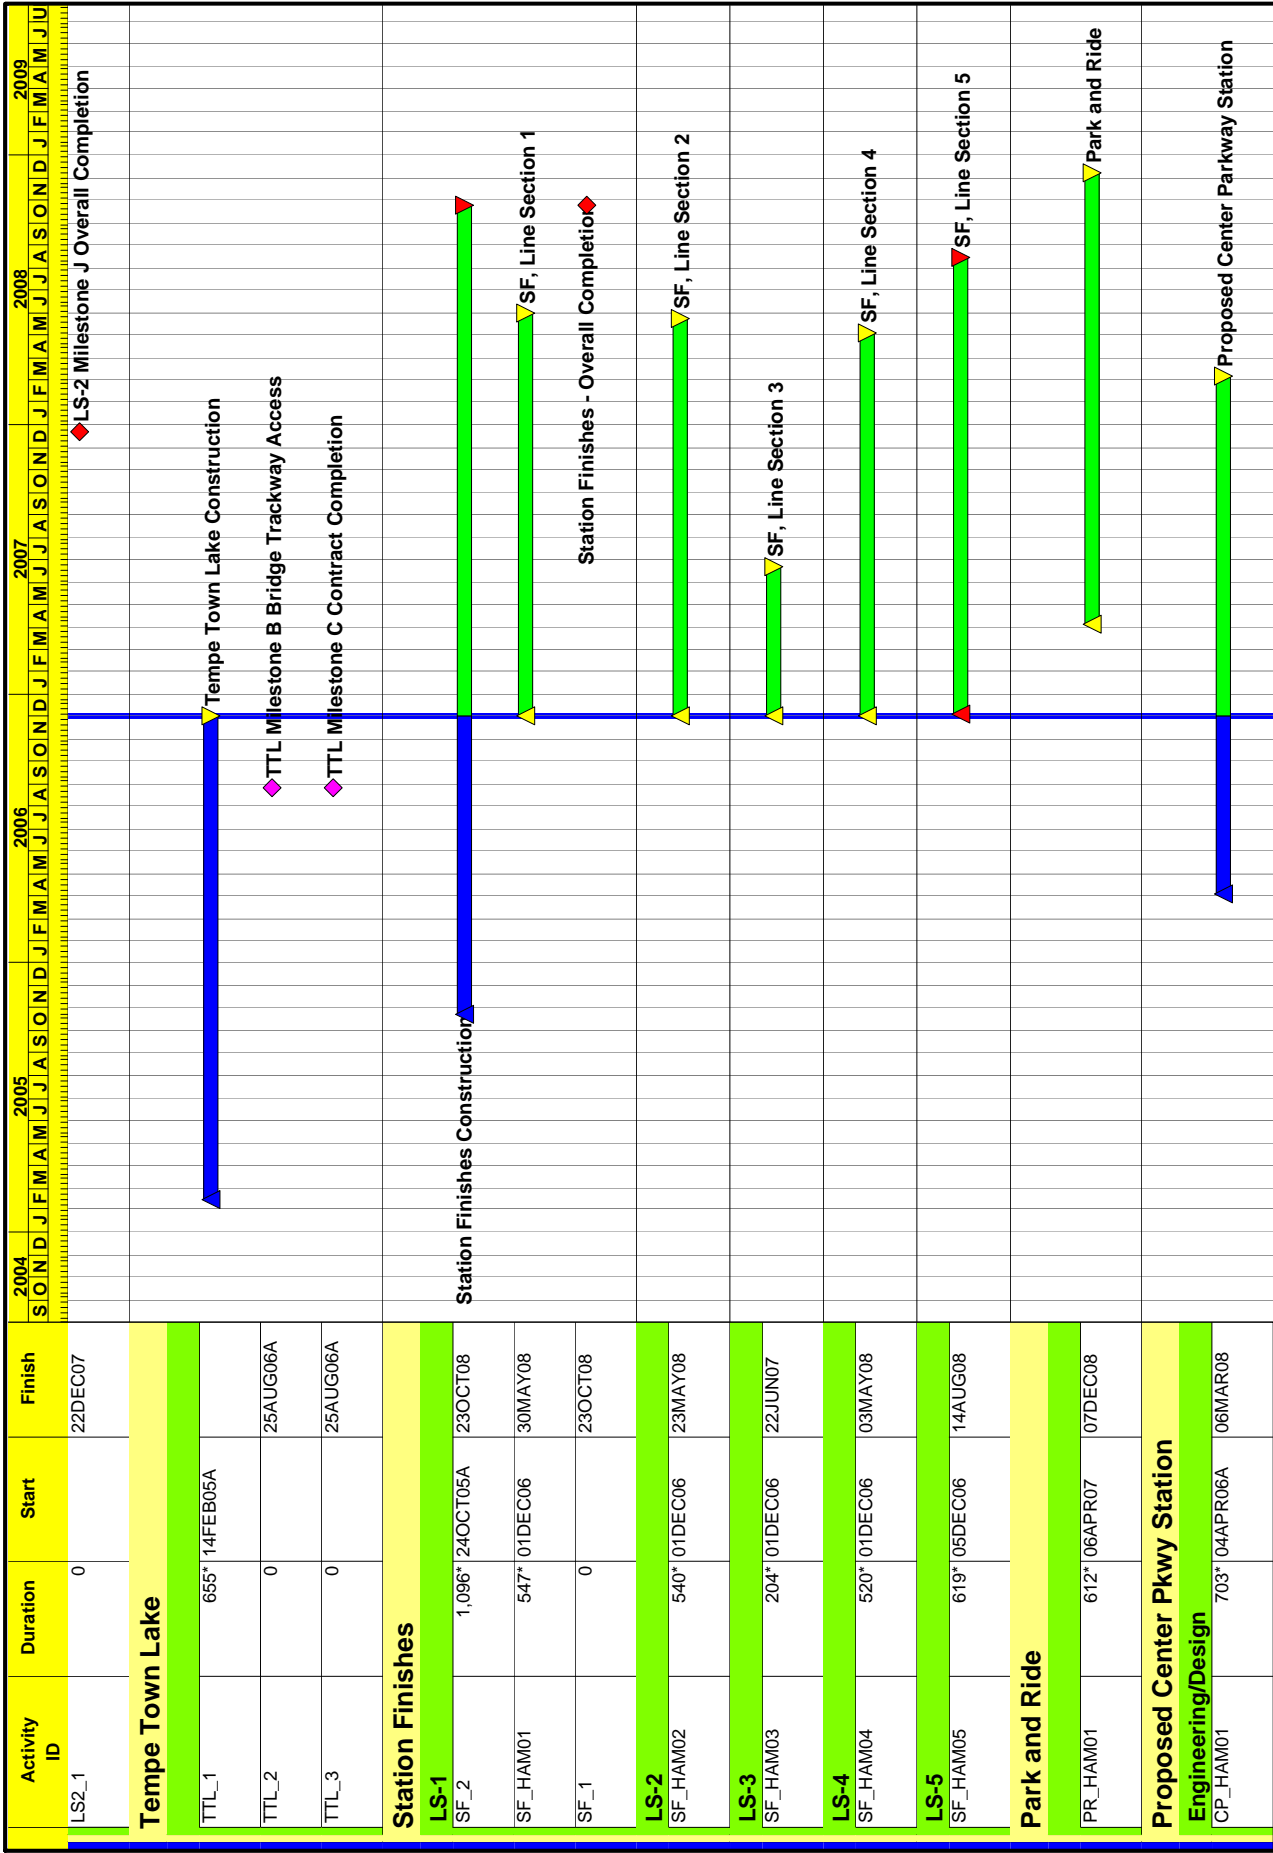 Activity ID Duration Start Finish 2004 2005 2006 2007 2008 2009
S O N D J F M A M J J A S O N D J F M A M J J A S O N D J F M A M J J A S O N D J F M A M J J A S O N D J F M A M J U
LS2_1 0 22DEC07 LS-2 Milestone J Overall Completion
Tempe Town Lake
TTL_1 655* 14FEB05A Tempe Town Lake Construction
TTL_2 0 25AUG06A TTL Milestone B Bridge Trackway Access
TTL_3 0 25AUG06A TTL Milestone C Contract Completion
Station Finishes
LS-1
SF_2 1,096* 24OCT05A 23OCT08 Station Finishes Construction
SF_HAM01 547* 01DEC06 30MAY08 SF, Line Section 1
SF_1 0 23OCT08 Station Finishes - Overall Completion
LS-2
SF_HAM02 540* 01DEC06 23MAY08 SF, Line Section 2
LS-3
SF_HAM03 204* 01DEC06 22JUN07 SF, Line Section 3
LS-4
SF_HAM04 520* 01DEC06 03MAY08 SF, Line Section 4
LS-5
SF_HAM05 619* 05DEC06 14AUG08 SF, Line Section 5
Park and Ride
PR_HAM01 612* 06APR07 07DEC08 Park and Ride
Proposed Center Pkwy Station
Engineering/Design
CP_HAM01 703* 04APR06A 06MAR08 Proposed Center Parkway Station